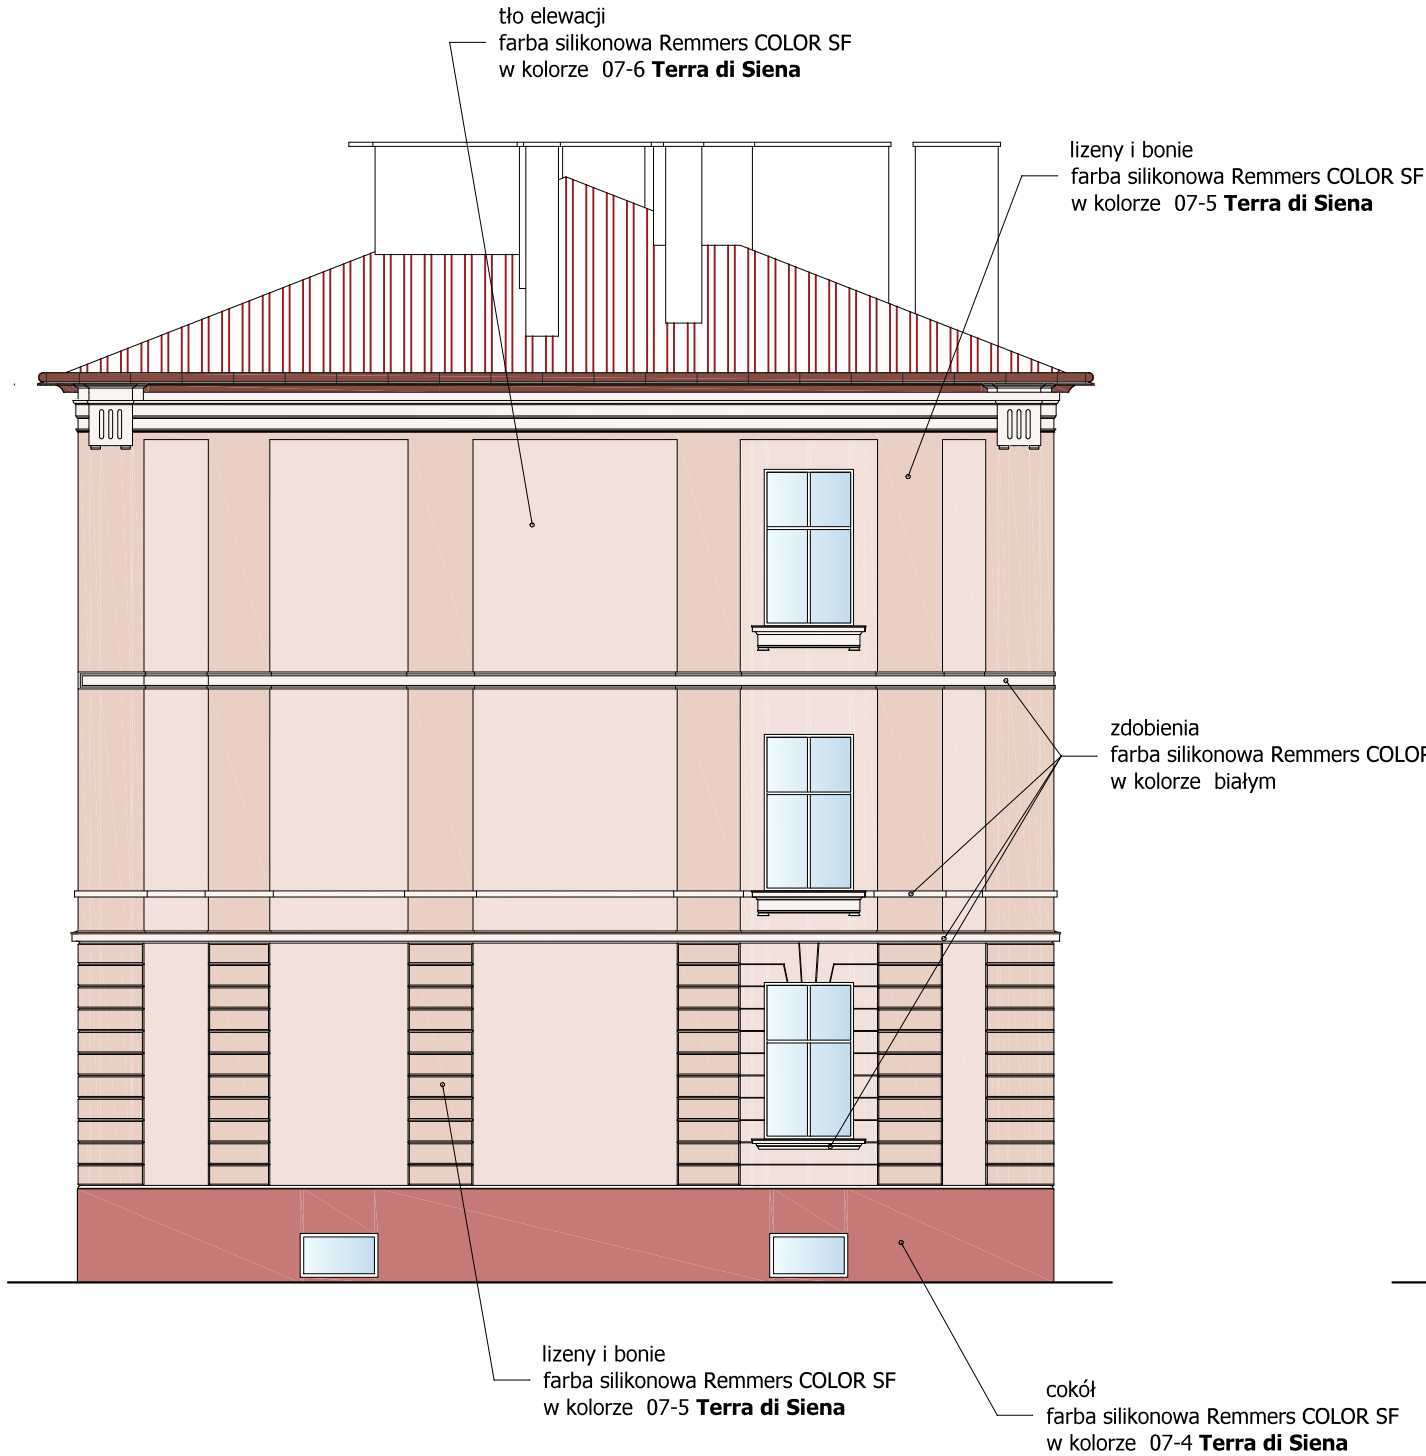 tło elewacji
farba silikonowa Remmers COLOR SF
w kolorze 07-6 Terra di Siena
lizeny i bonie
farba silikonowa Remmers COLOR SF
w kolorze 07-5 Terra di Siena
zdobienia
farba silikonowa Remmers COLOR
w kolorze białym
lizeny i bonie
farba silikonowa Remmers COLOR SF
w kolorze 07-5 Terra di Siena
cokół
farba silikonowa Remmers COLOR SF
w kolorze 07-4 Terra di Siena